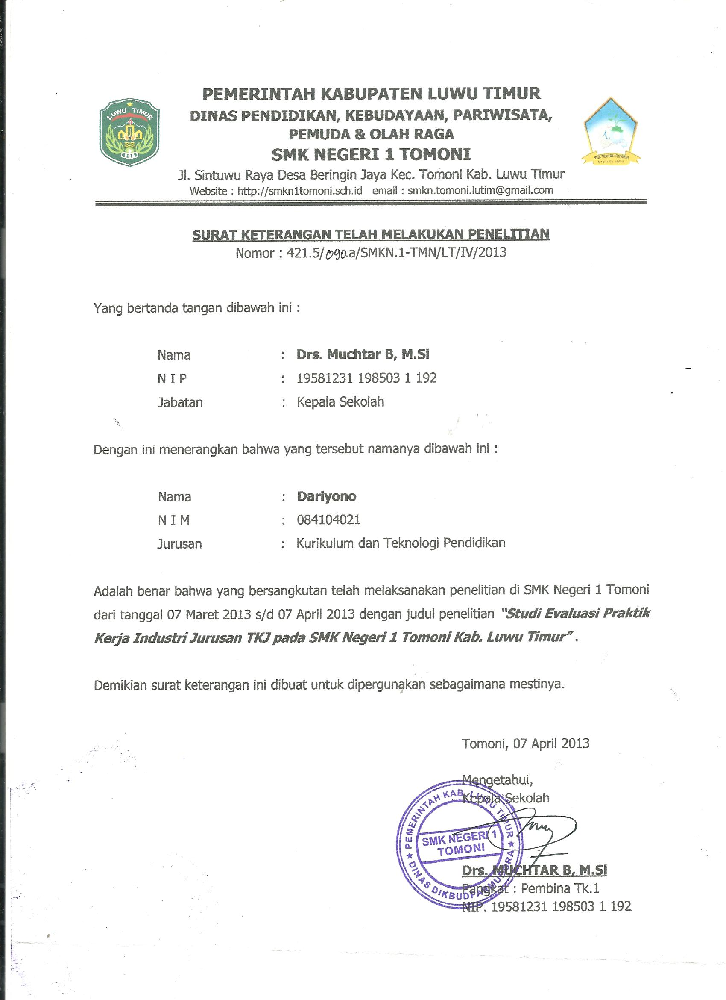 PEMERINTAH KABUPATEN LUWU TIMUR
DINAS PENDIDIKAN, KEBUDAYAAN, PARIWISATA,
PEMUDA & OLAH RAGA
SMK NEGERI 1 TOMONI
Jl. Sintuwu Raya Desa Beringin Jaya Kec. Tomoni Kab. Luwu Timur
Website : http://smkn1tomoni.sch.id email : smkn.tomoni.lutim@gmail.com
LUWU TIMUR
SMK NEGERI 1 TOMONI
SURAT KETERANGAN TELAH MELAKUKAN PENELITIAN
Nomor : 421.5/090.a/SMKN.1-TMN/LT/IV/2013
Yang bertanda tangan dibawah ini :
Nama : Drs. Muchtar B, M.Si
N I P : 19581231 198503 1 192
Jabatan : Kepala Sekolah
Dengan ini menerangkan bahwa yang tersebut namanya dibawah ini :
Nama : Dariyono
N I M : 084104021
Jurusan : Kurikulum dan Teknologi Pendidikan
Adalah benar bahwa yang bersangkutan telah melaksanakan penelitian di SMK Negeri 1 Tomoni
dari tanggal 07 Maret 2013 s/d 07 April 2013 dengan judul penelitian "Studi Evaluasi Praktik
Kerja Industri Jurusan TKJ pada SMK Negeri 1 Tomoni Kab. Luwu Timur".
Demikian surat keterangan ini dibuat untuk dipergunakan sebagaimana mestinya.
Tomoni, 07 April 2013
Mengetahui,
Kepala Sekolah
PEMERINTAH KAB. LUWU TIMUR
SMK NEGERI 1
TOMONI
DINAS DIKBUDPARMUDORA
Drs. MUCHTAR B, M.Si
Pangkat : Pembina Tk.1
NIP. 19581231 198503 1 192